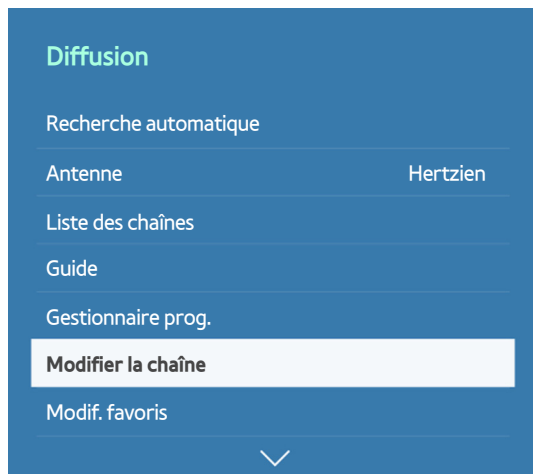 Diffusion
Recherche automatique
Antenne Hertzien
Liste des chaînes
Guide
Gestionnaire prog.
Modifier la chaîne
Modif. favoris